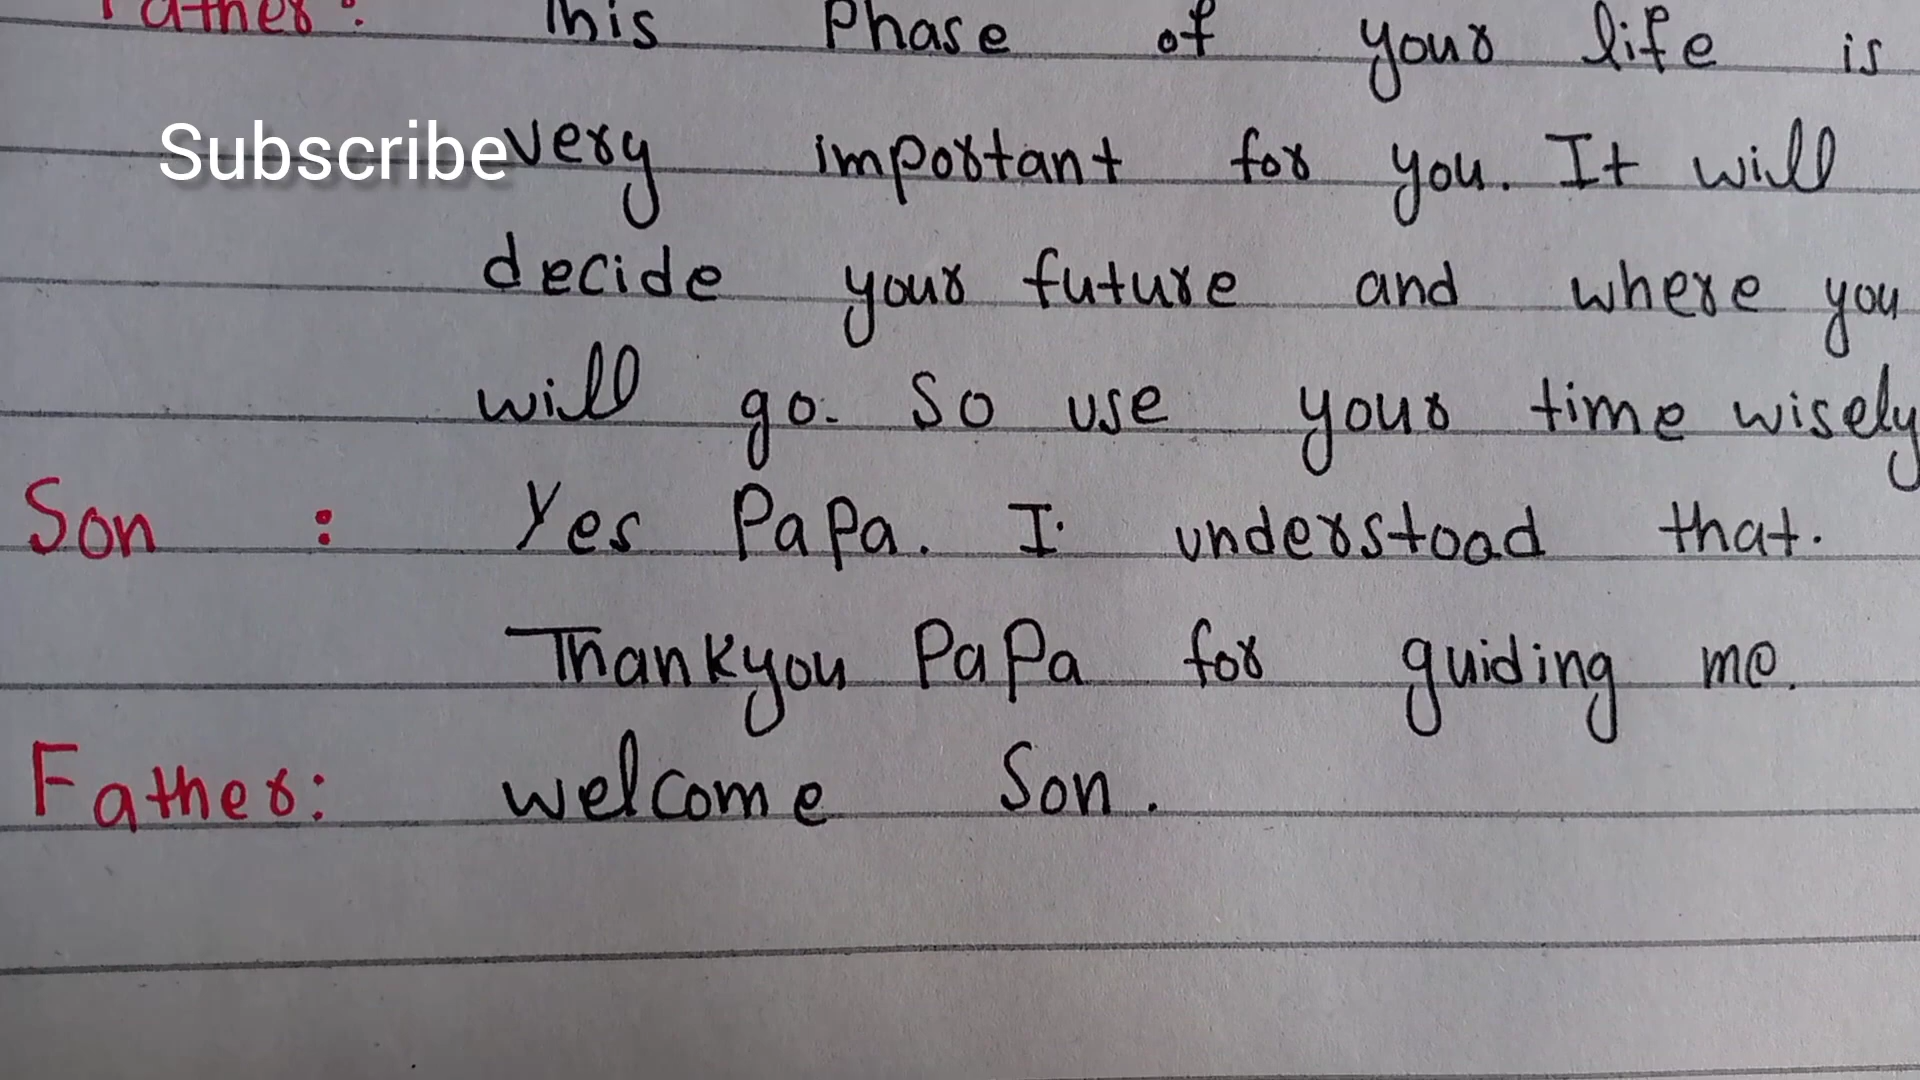 Father: This Phase of your life is
Subscribe
very important for you. It will
decide your future and where you
will go. So use your time wisely
Son : Yes PaPa. I understood that.
Thankyou PaPa for guiding me.
Father: welcome Son.